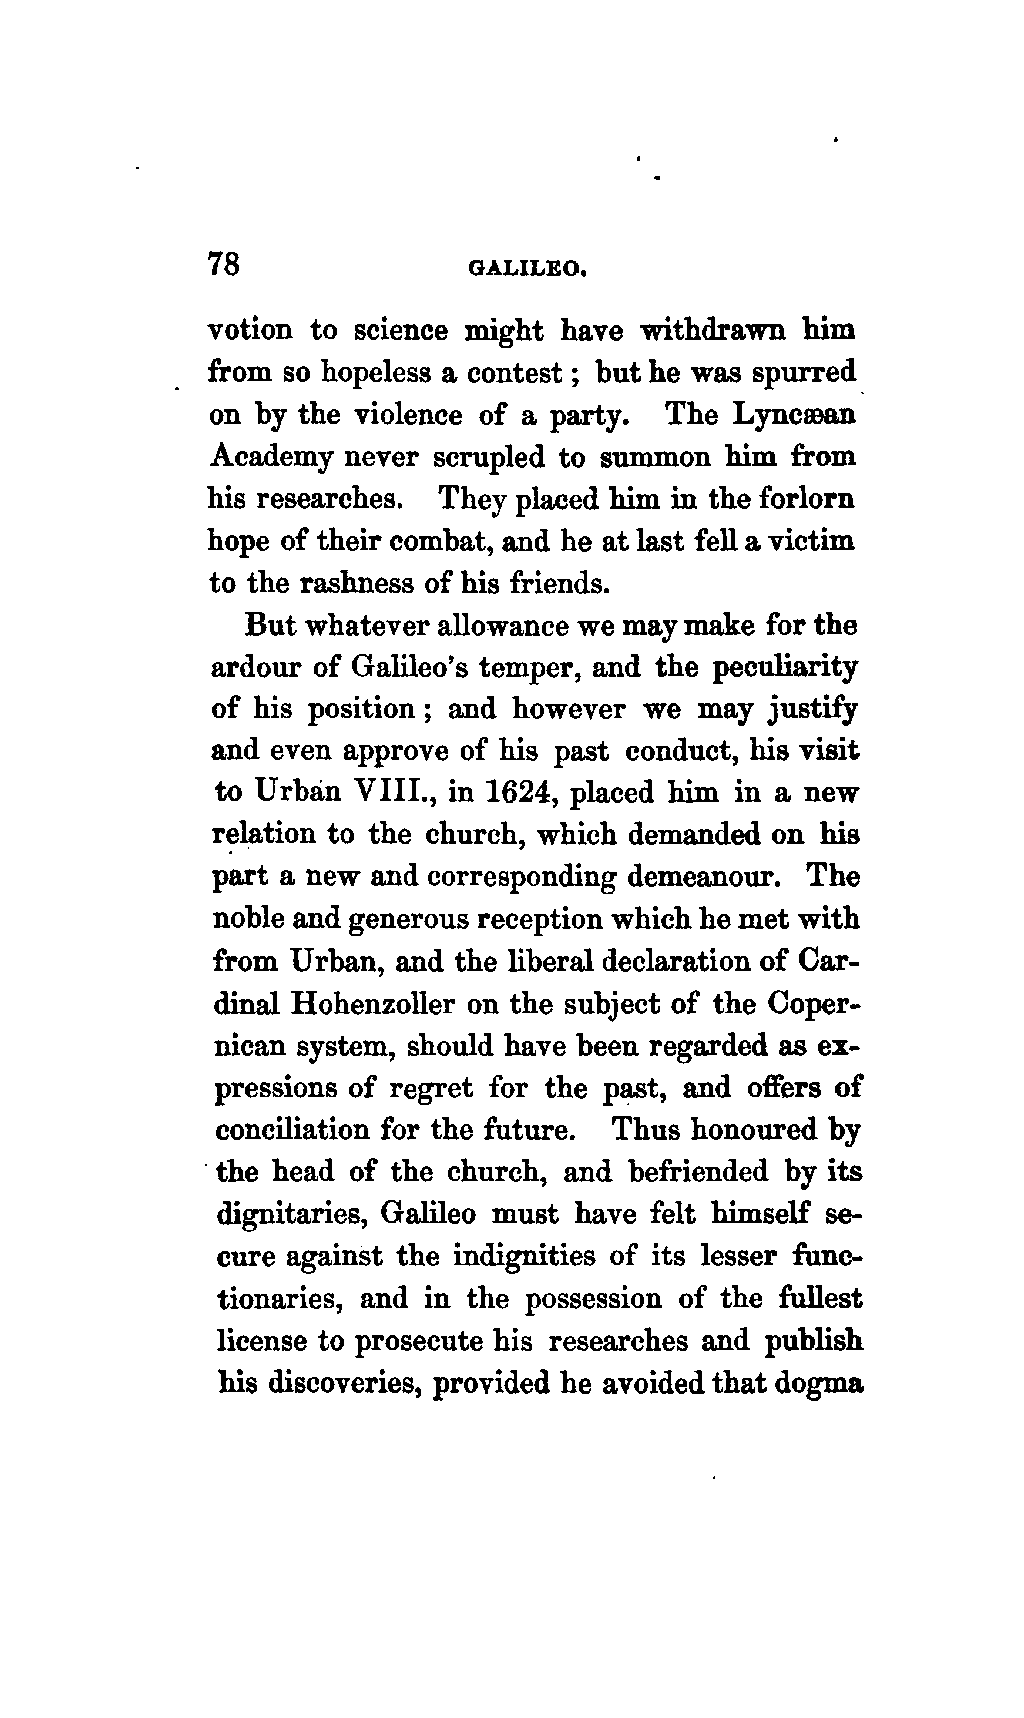 78 GALILEO.
votion to science might have withdrawn him
from so hopeless a contest ; but he was spurred
on by the violence of a party. The Lyncæan
Academy never scrupled to summon him from
his researches. They placed him in the forlorn
hope of their combat, and he at last fell a victim
to the rashness of his friends.
But whatever allowance we may make for the
ardour of Galileo's temper, and the peculiarity
of his position ; and however we may justify
and even approve of his past conduct, his visit
to Urban VIII., in 1624, placed him in a new
relation to the church, which demanded on his
part a new and corresponding demeanour. The
noble and generous reception which he met with
from Urban, and the liberal declaration of Car-
dinal Hohenzoller on the subject of the Coper-
nican system, should have been regarded as ex-
pressions of regret for the past, and offers of
conciliation for the future. Thus honoured by
the head of the church, and befriended by its
dignitaries, Galileo must have felt himself se-
cure against the indignities of its lesser func-
tionaries, and in the possession of the fullest
license to prosecute his researches and publish
his discoveries, provided he avoided that dogma